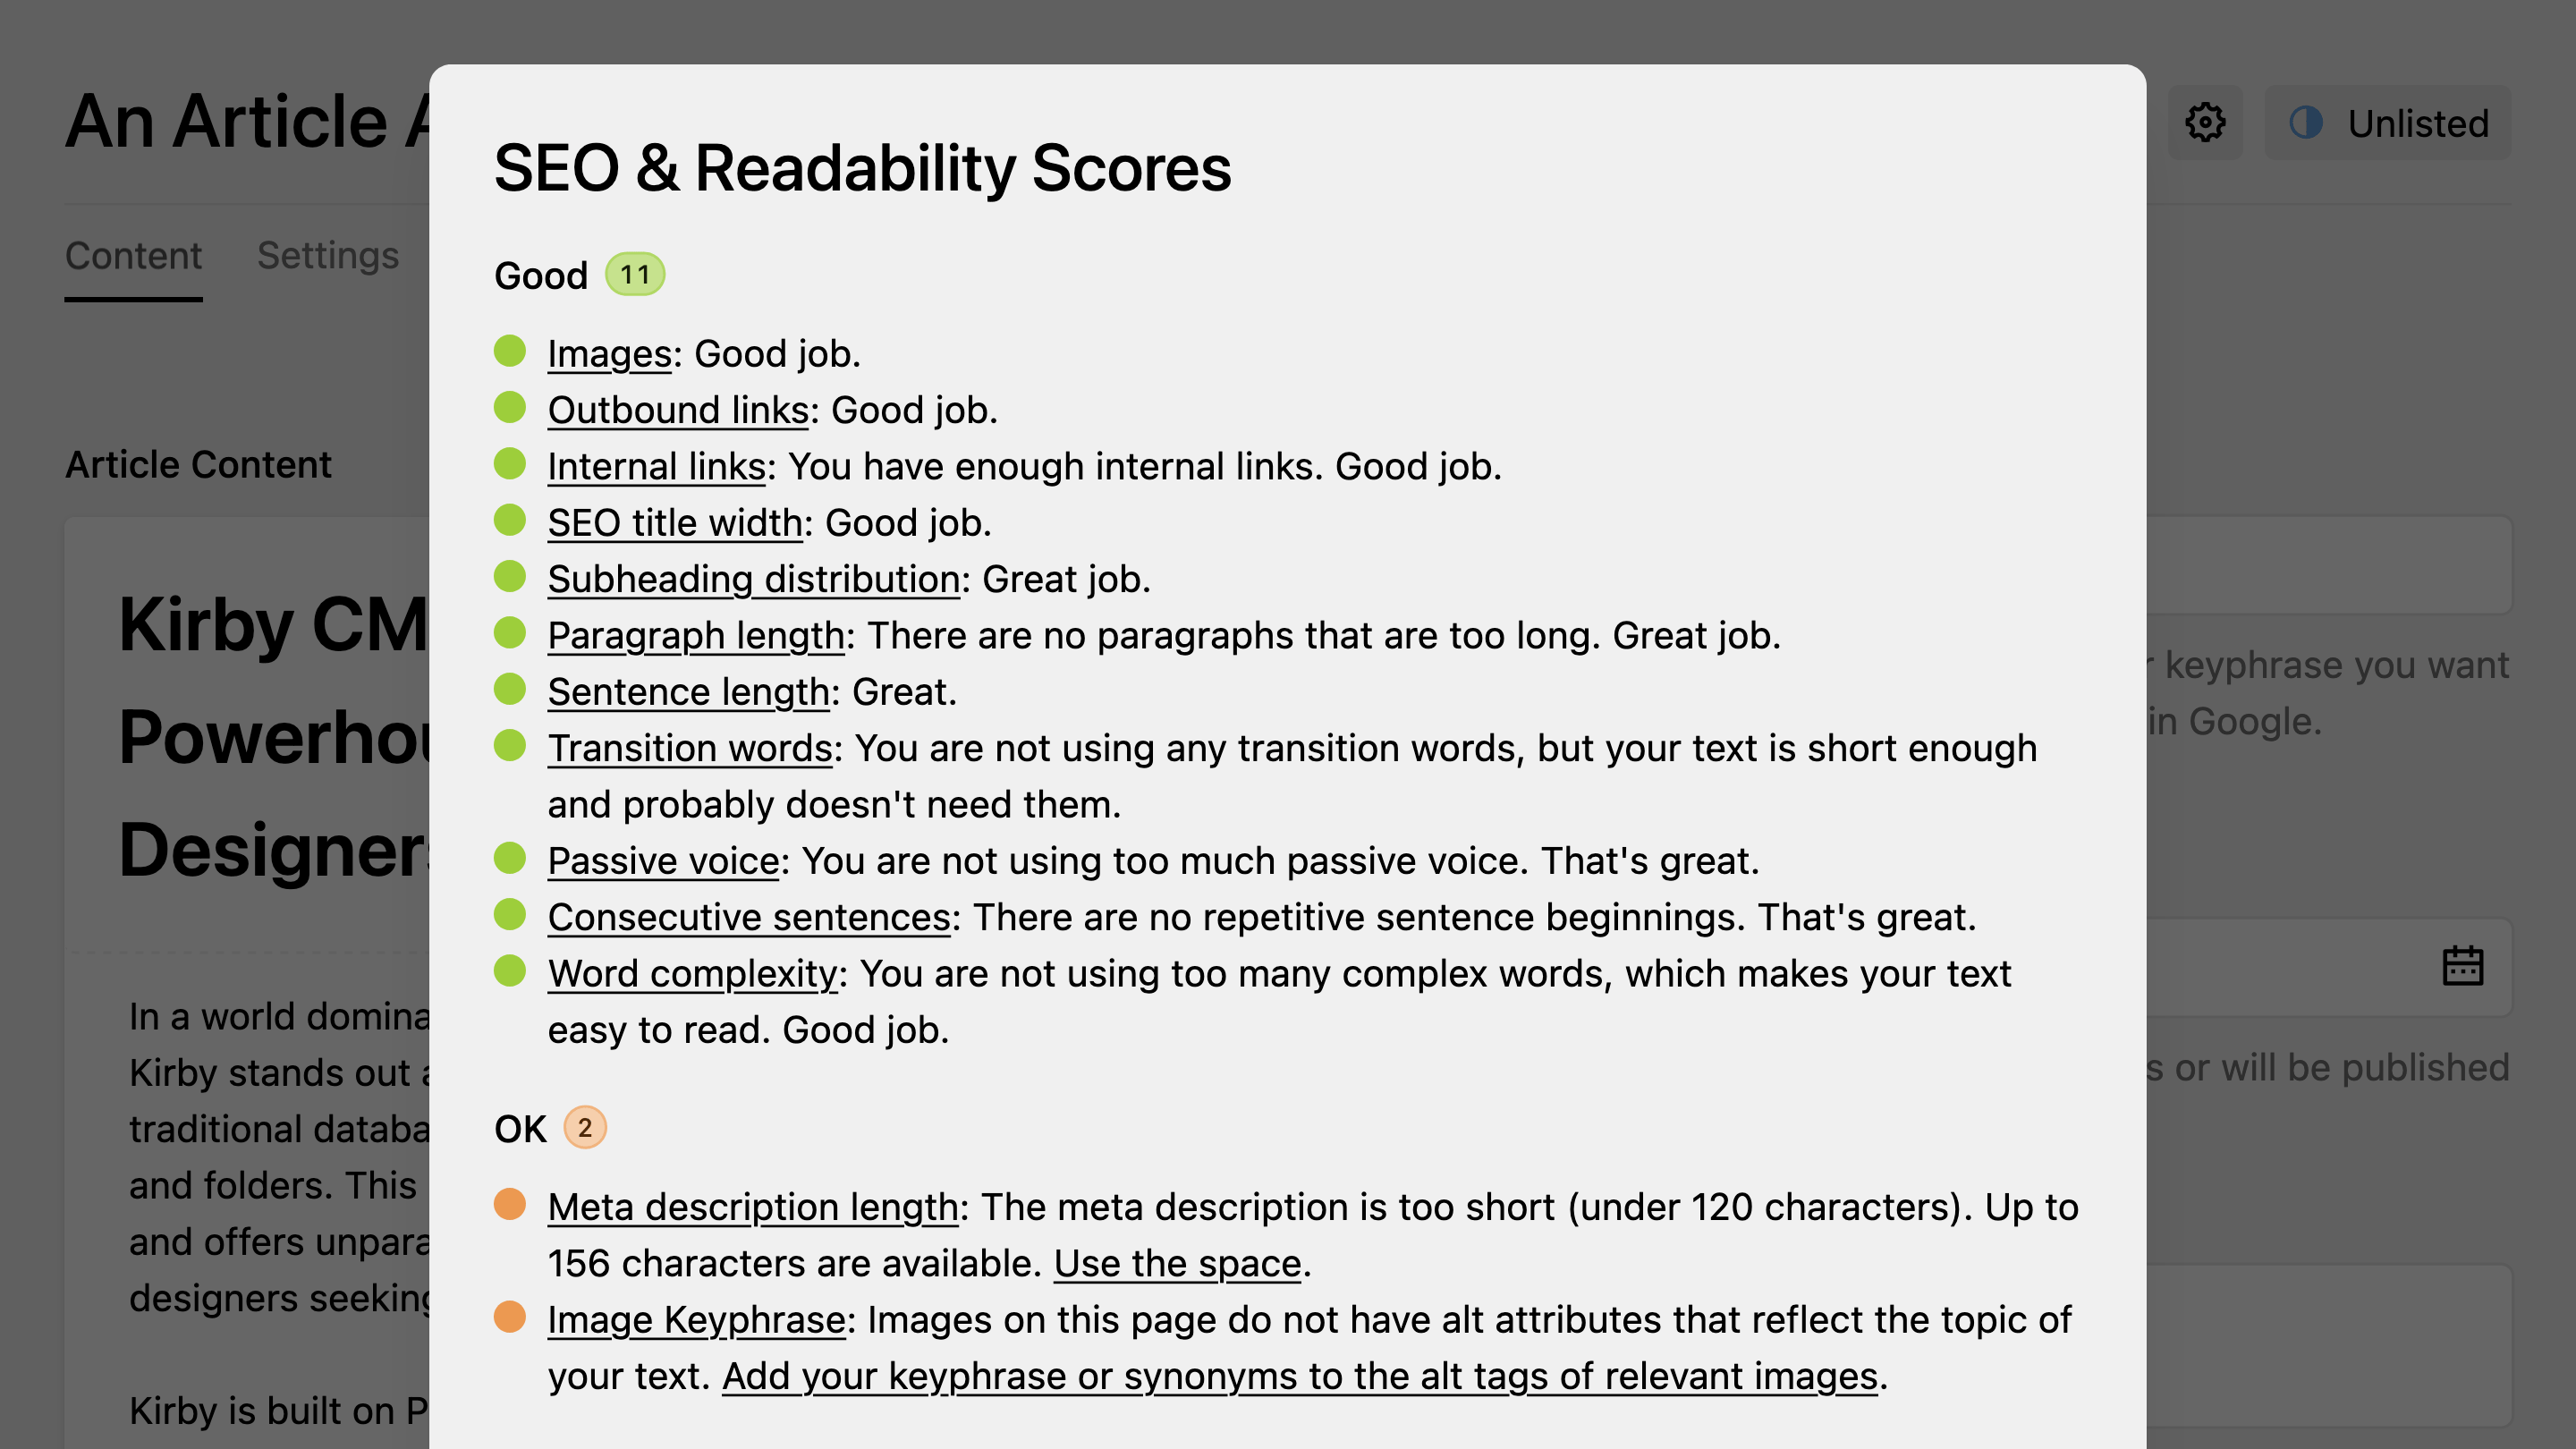 An Article
Unlisted
Content Settings
SEO & Readability Scores
Good 11
Images: Good job.
Outbound links: Good job.
Internal links: You have enough internal links. Good job.
SEO title width: Good job.
Subheading distribution: Great job.
Paragraph length: There are no paragraphs that are too long. Great job.
Sentence length: Great.
Transition words: You are not using any transition words, but your text is short enough
and probably doesn't need them.
Passive voice: You are not using too much passive voice. That's great.
Consecutive sentences: There are no repetitive sentence beginnings. That's great.
Word complexity: You are not using too many complex words, which makes your text
easy to read. Good job.
OK 2
Meta description length: The meta description is too short (under 120 characters). Up to
156 characters are available. Use the space.
Image Keyphrase: Images on this page do not have alt attributes that reflect the topic of
your text. Add your keyphrase or synonyms to the alt tags of relevant images.
Article Content
Kirby CM
Powerhou
Designers
In a world domina
Kirby stands out a
traditional databa
and folders. This
and offers unpara
designers seeking
Kirby is built on P
r keyphrase you want
in Google.
s or will be published